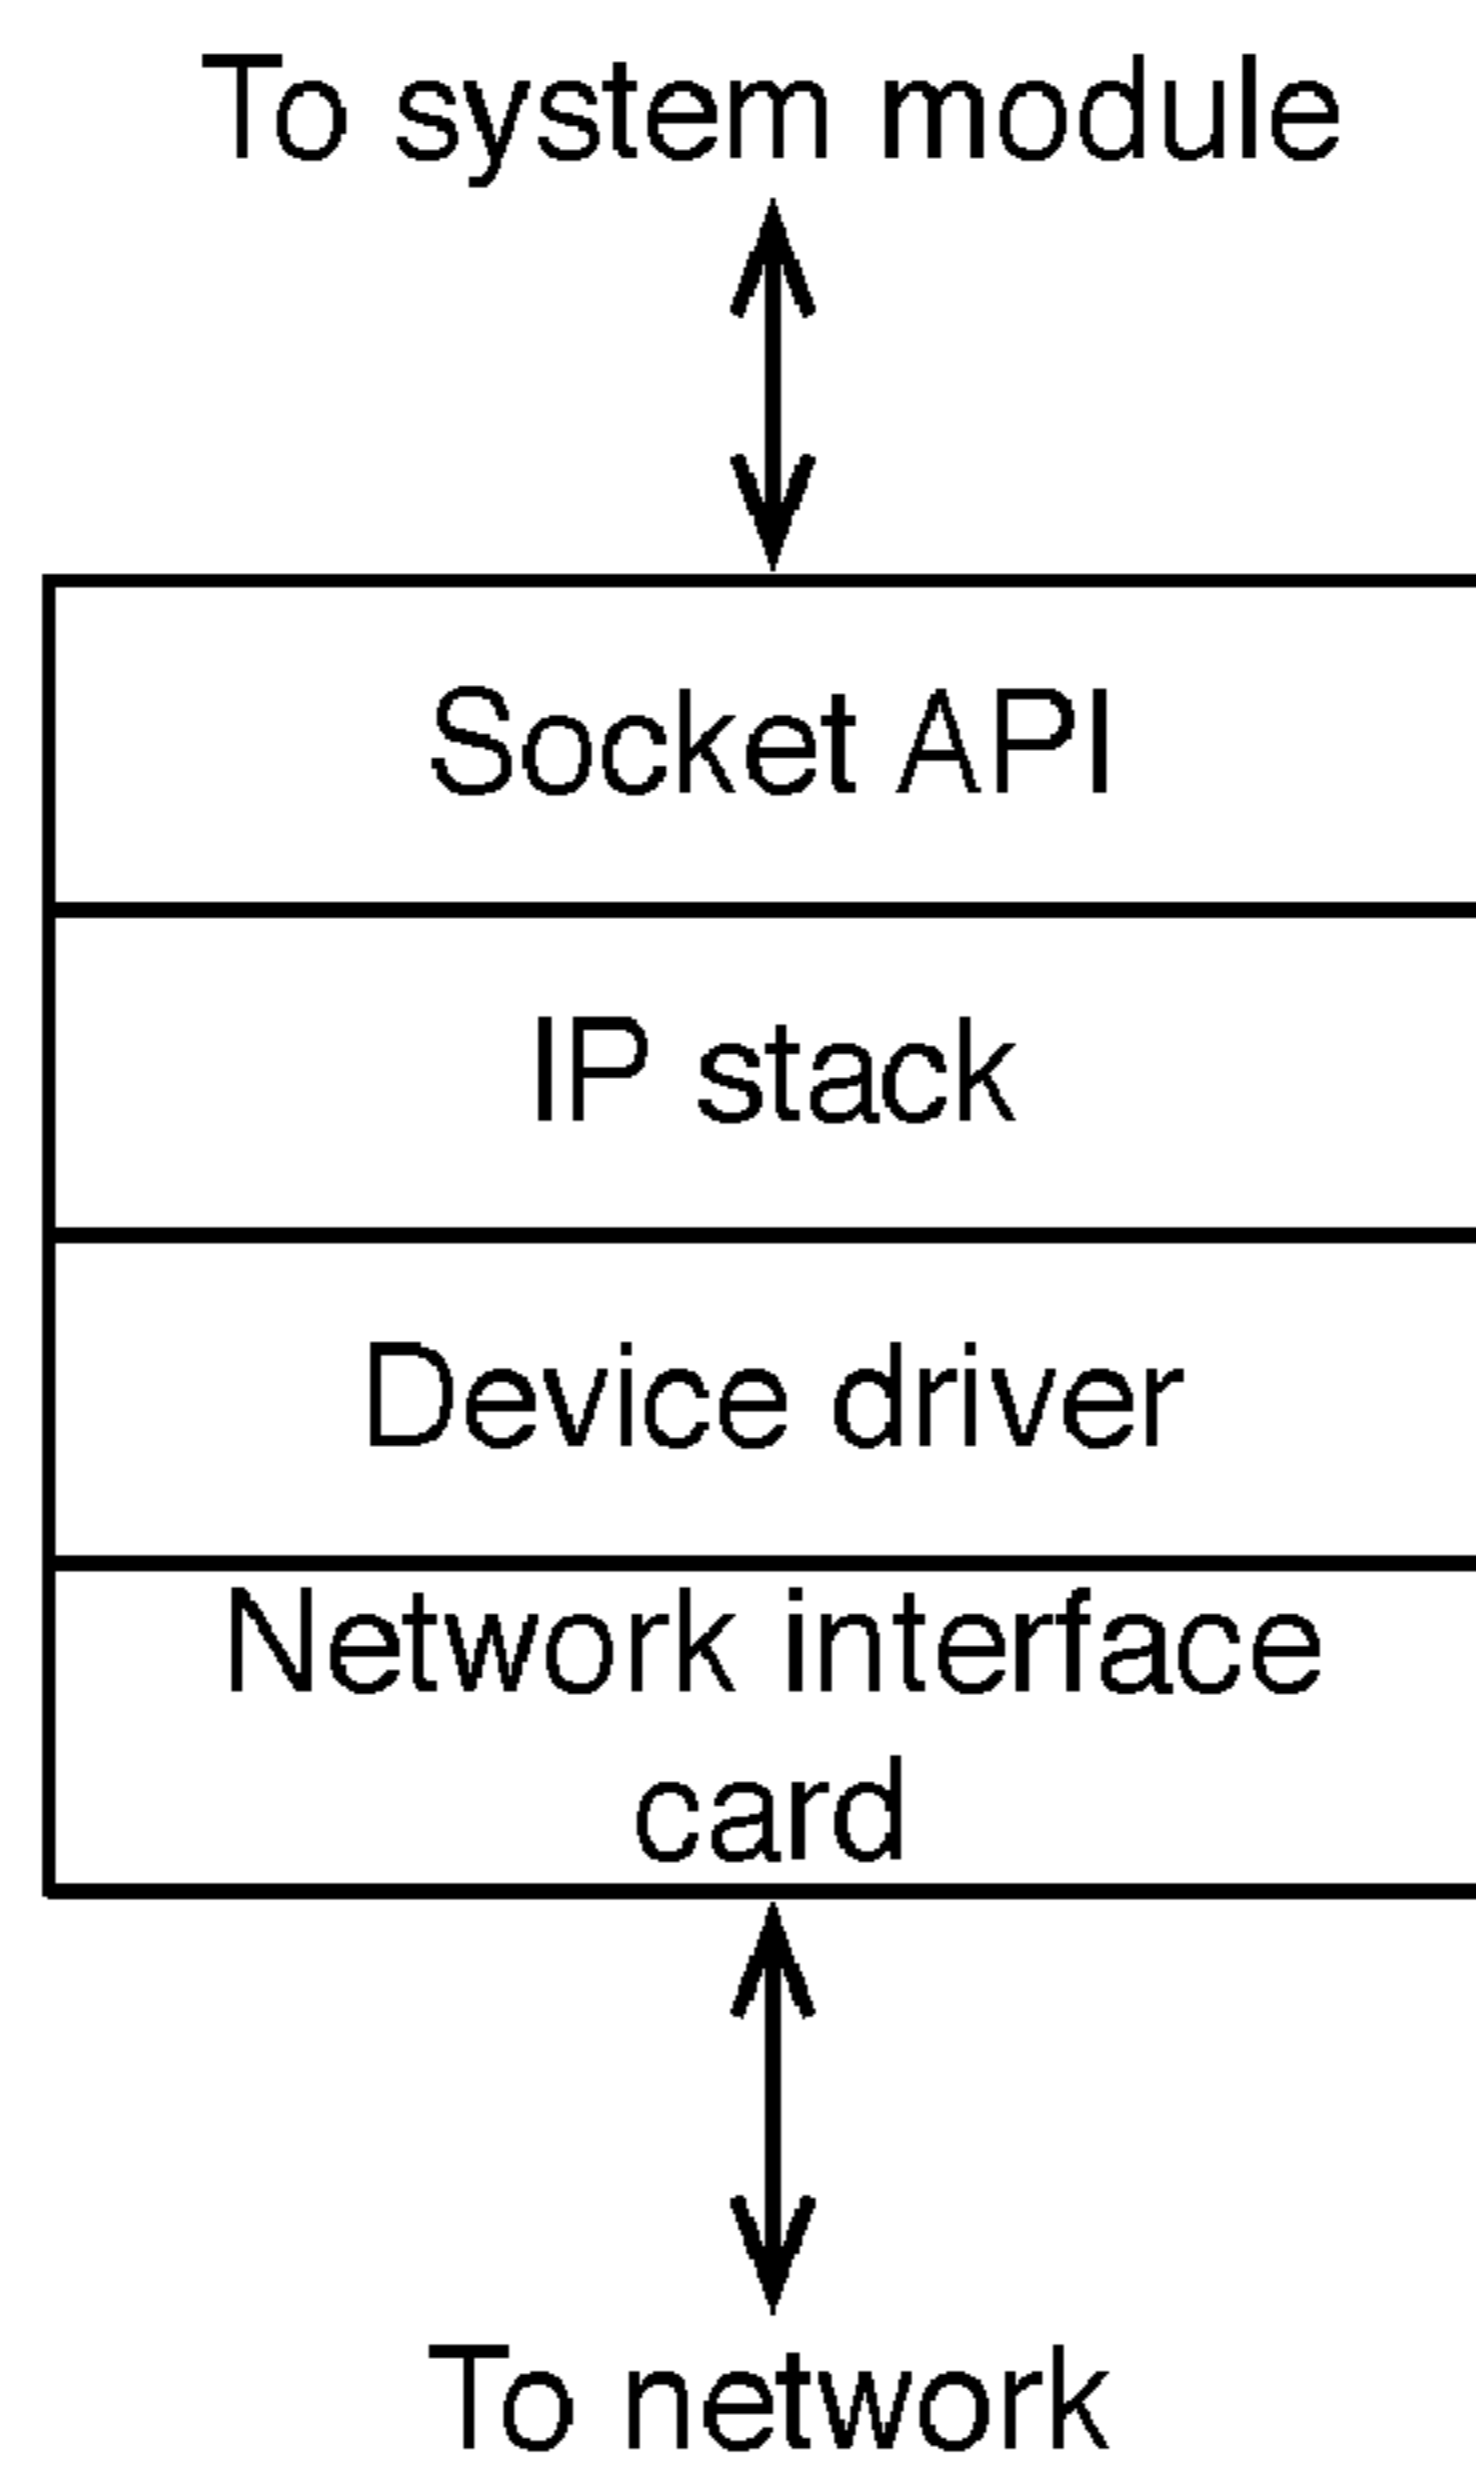 To system module
Socket API
IP stack
Device driver
Network interface
card
To network